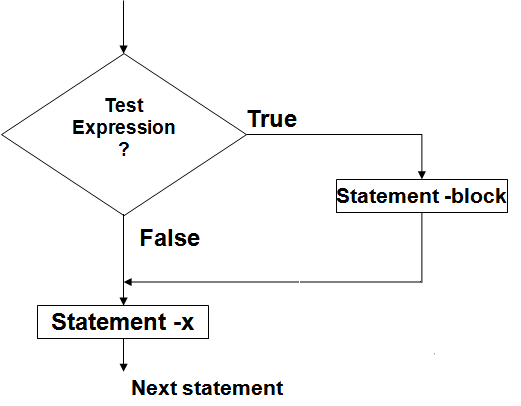 Test
Expression
?
True
Statement -block
False
Statement -x
Next statement